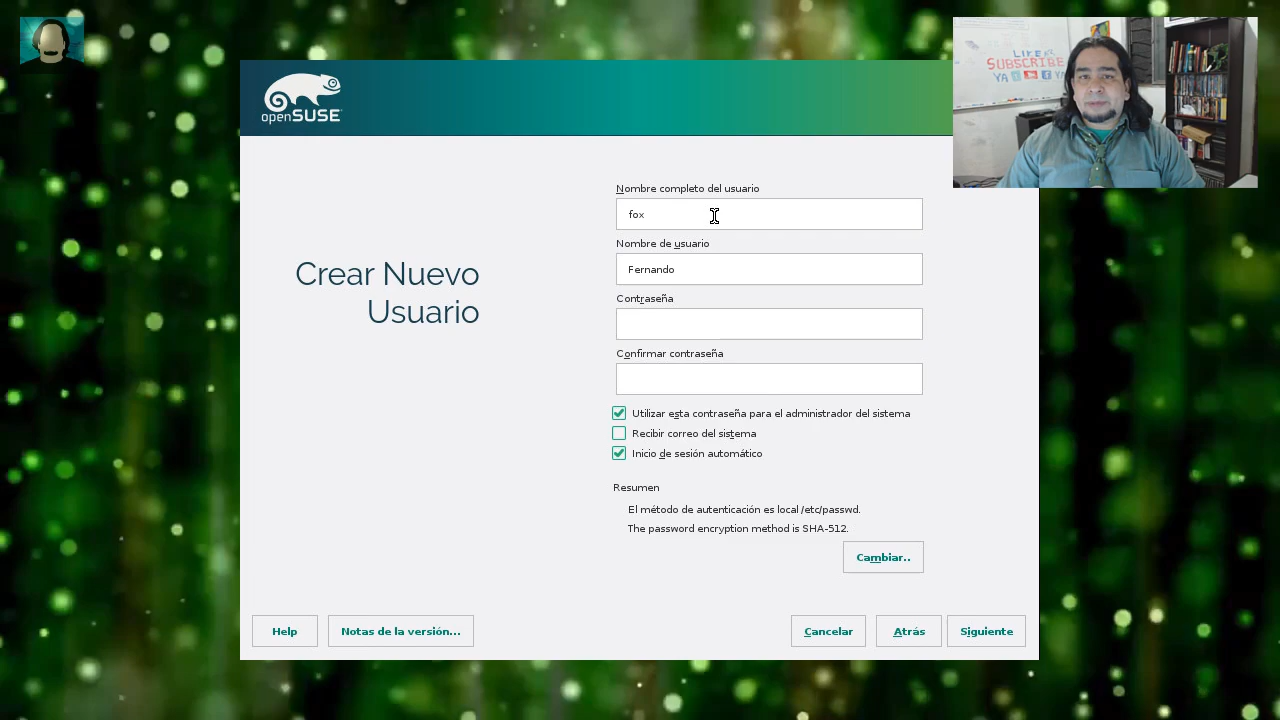 openSUSE
LIKE &
SUBSCRIBE
YA
YA
Nombre completo del usuario
fox
Nombre de usuario
Fernando
Crear Nuevo
Usuario
Contraseña
Confirmar contraseña
Utilizar esta contraseña para el administrador del sistema
Recibir correo del sistema
Inicio de sesión automático
Resumen
El método de autenticación es local /etc/passwd.
The password encryption method is SHA-512.
Cambiar..
Help
Notas de la versión...
Cancelar
Atrás
Siguiente